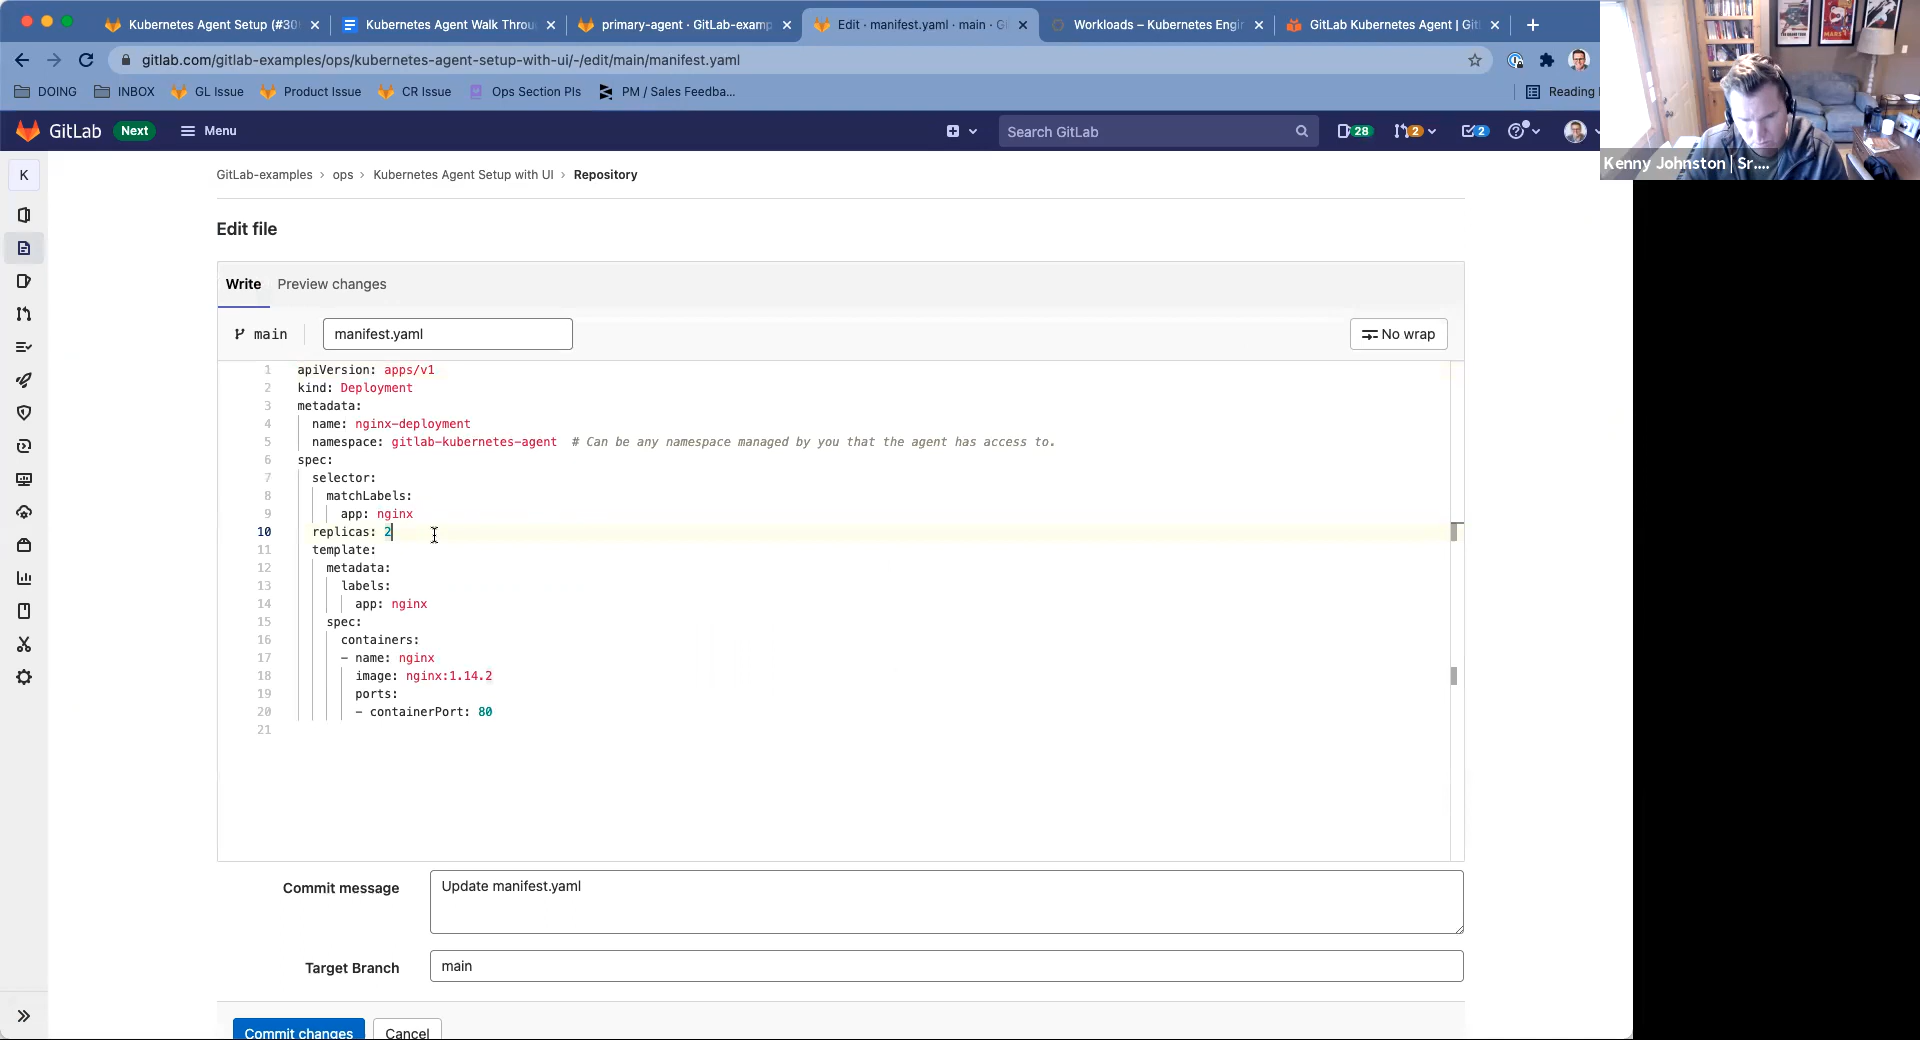 Kubernetes Agent Setup (#30
Kubernetes Agent Walk Throu
primary-agent · GitLab-examp
Edit · manifest.yaml · main · G
Workloads – Kubernetes Engi
GitLab Kubernetes Agent | Git
gitlab.com/gitlab-examples/ops/kubernetes-agent-setup-with-ui/-/edit/main/manifest.yaml
DOING
INBOX
GL Issue
Product Issue
CR Issue
Ops Section PIs
PM / Sales Feedba...
Reading
GitLab
Next
Menu
Search GitLab
28
2
2
Kenny Johnston | Sr....
K
GitLab-examples › ops › Kubernetes Agent Setup with UI › Repository
Edit file
Write
Preview changes
main
manifest.yaml
No wrap
1 apiVersion: apps/v1
2 kind: Deployment
3 metadata:
4 name: nginx-deployment
5 namespace: gitlab-kubernetes-agent # Can be any namespace managed by you that the agent has access to.
6 spec:
7 selector:
8 matchLabels:
9 app: nginx
10 replicas: 2
11 template:
12 metadata:
13 labels:
14 app: nginx
15 spec:
16 containers:
17 - name: nginx
18 image: nginx:1.14.2
19 ports:
20 - containerPort: 80
21
Commit message
Update manifest.yaml
Target Branch
main
Commit changes
Cancel